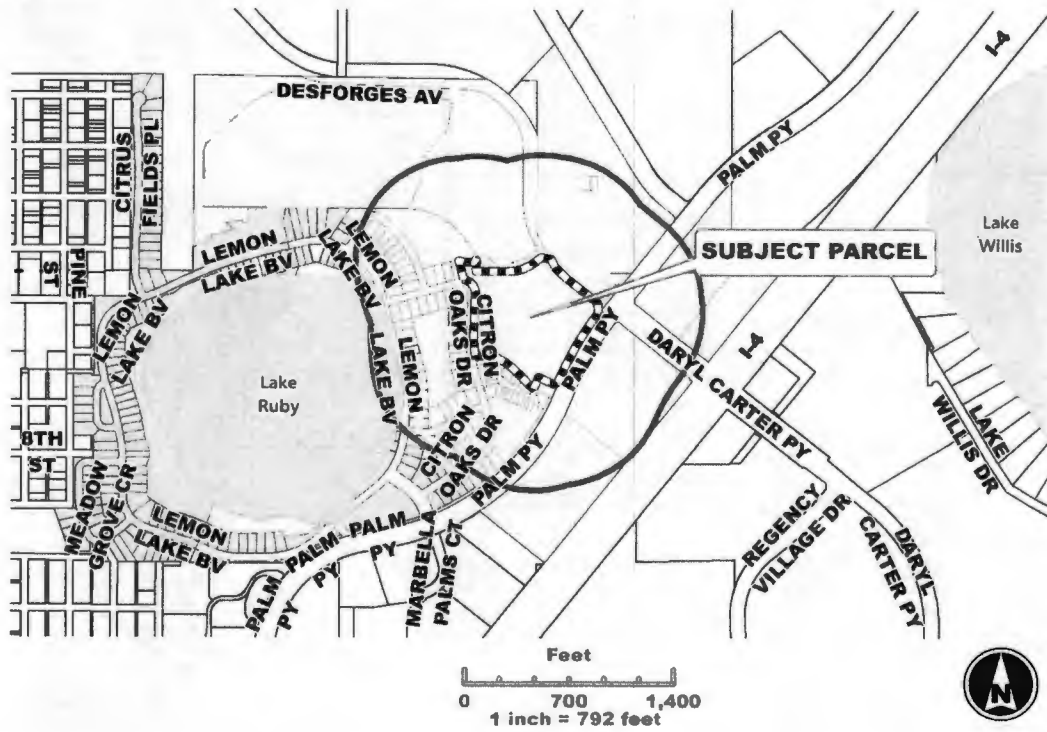 I-4
DESFORGES AV
CITRUS
FIELDS PL
PALM PY
Lake
Willis
LEMON
LAKE BV
LEMON
LAKE BV
SUBJECT PARCEL
PINE
ST
ST
LEMON
LAKE BV
CITRON
OAKS DR
PALM PY
DARYL CARTER PY
I-4
LAKE BV
LEMON
Lake
Ruby
LAKE
WILLIS DR
8TH
ST
CITRON
OAKS DR
PALM PY
MEADOW
GROVE CR
LEMON
LAKE BV
PALM
PY
PALM
PY
PALM
PY
MARBELLA
PALMS CT
REGENCY
VILLAGE DR
DARYL
CARTER PY
Feet
0 700 1,400
1 inch = 792 feet
N